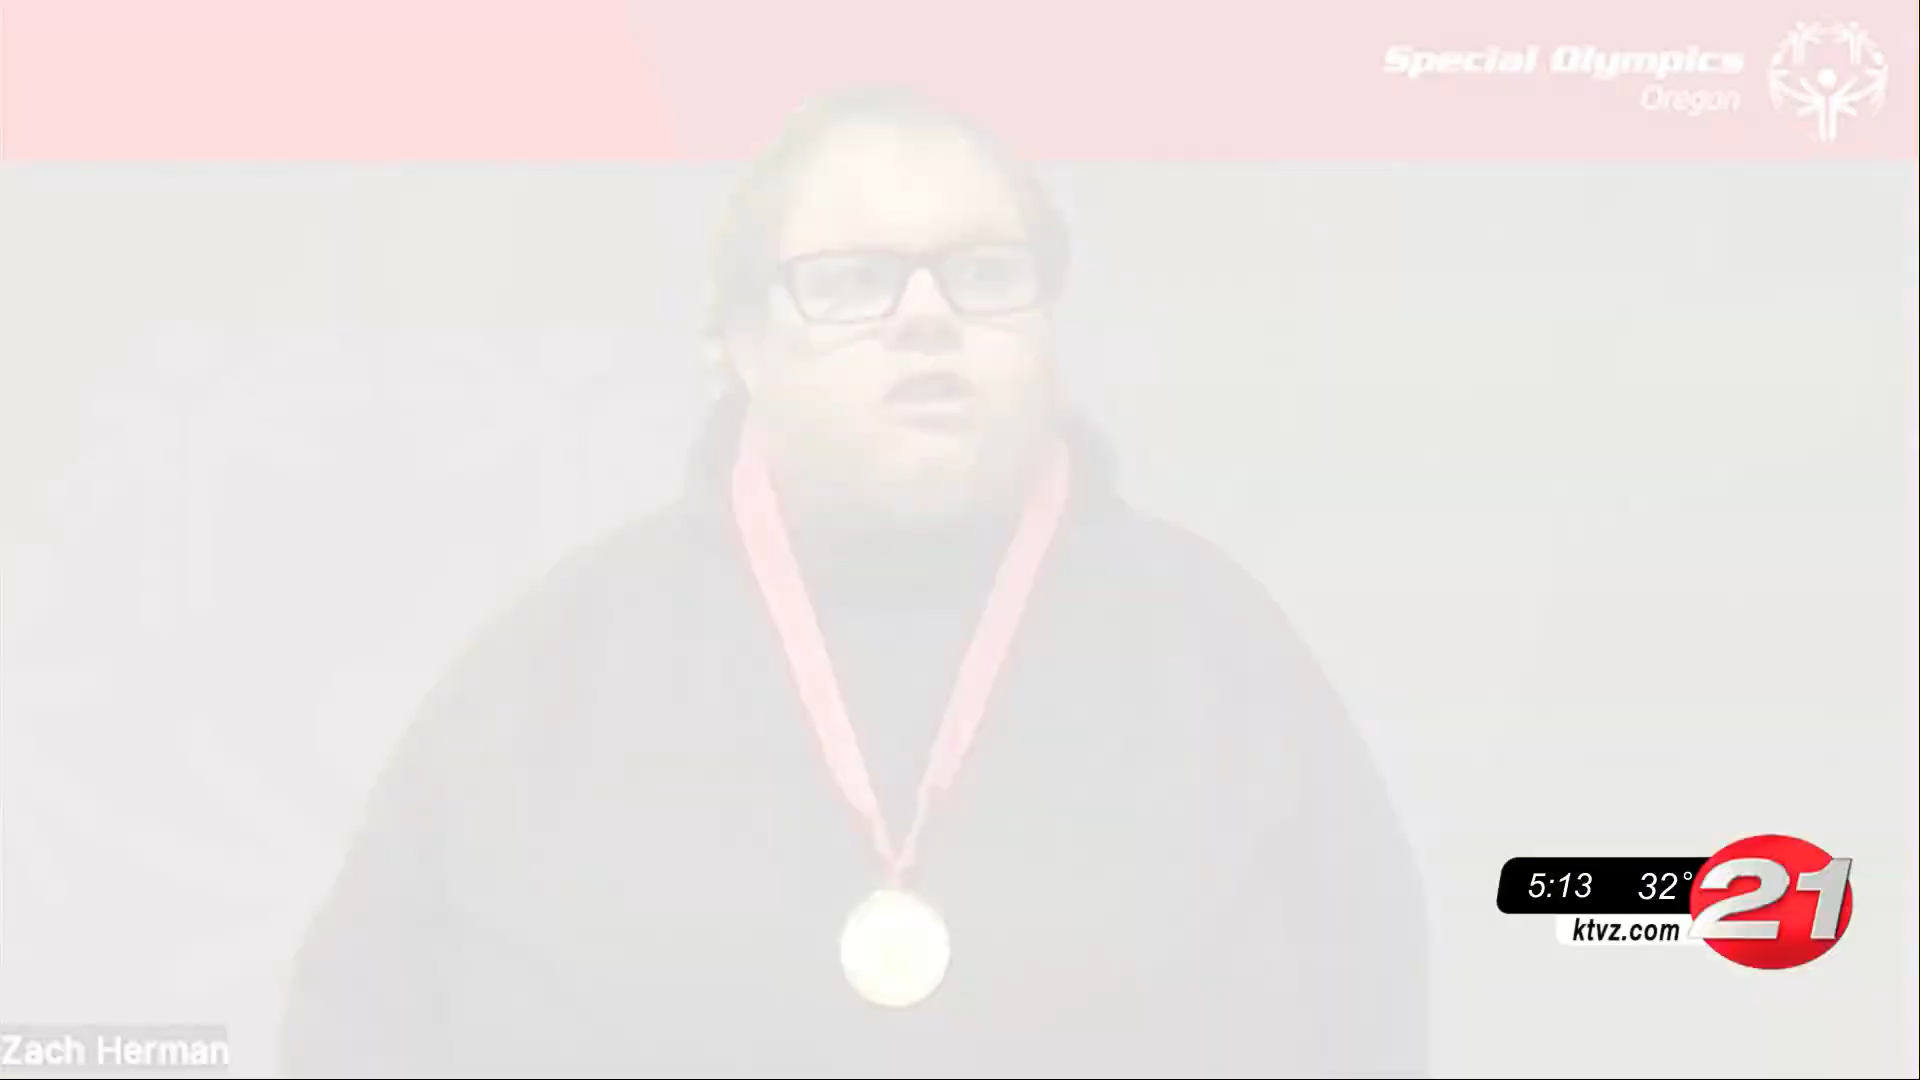 Special Olympics
Oregon
5:13 32°
21
ktvz.com
Zach Herman